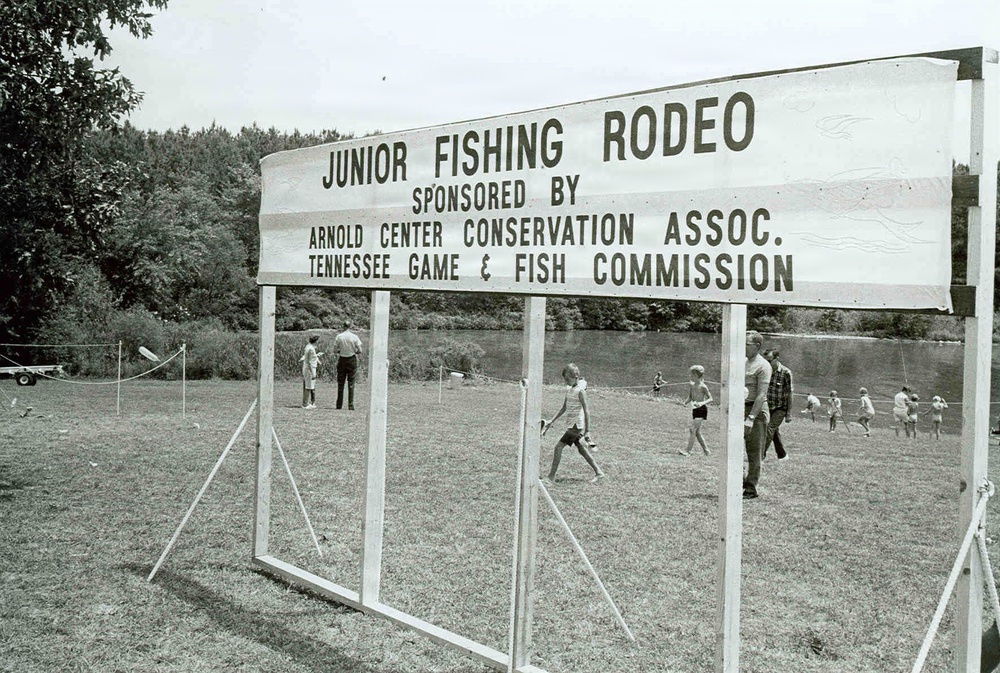 JUNIOR FISHING RODEO
SPONSORED BY
ARNOLD CENTER CONSERVATION ASSOC.
TENNESSEE GAME & FISH COMMISSION